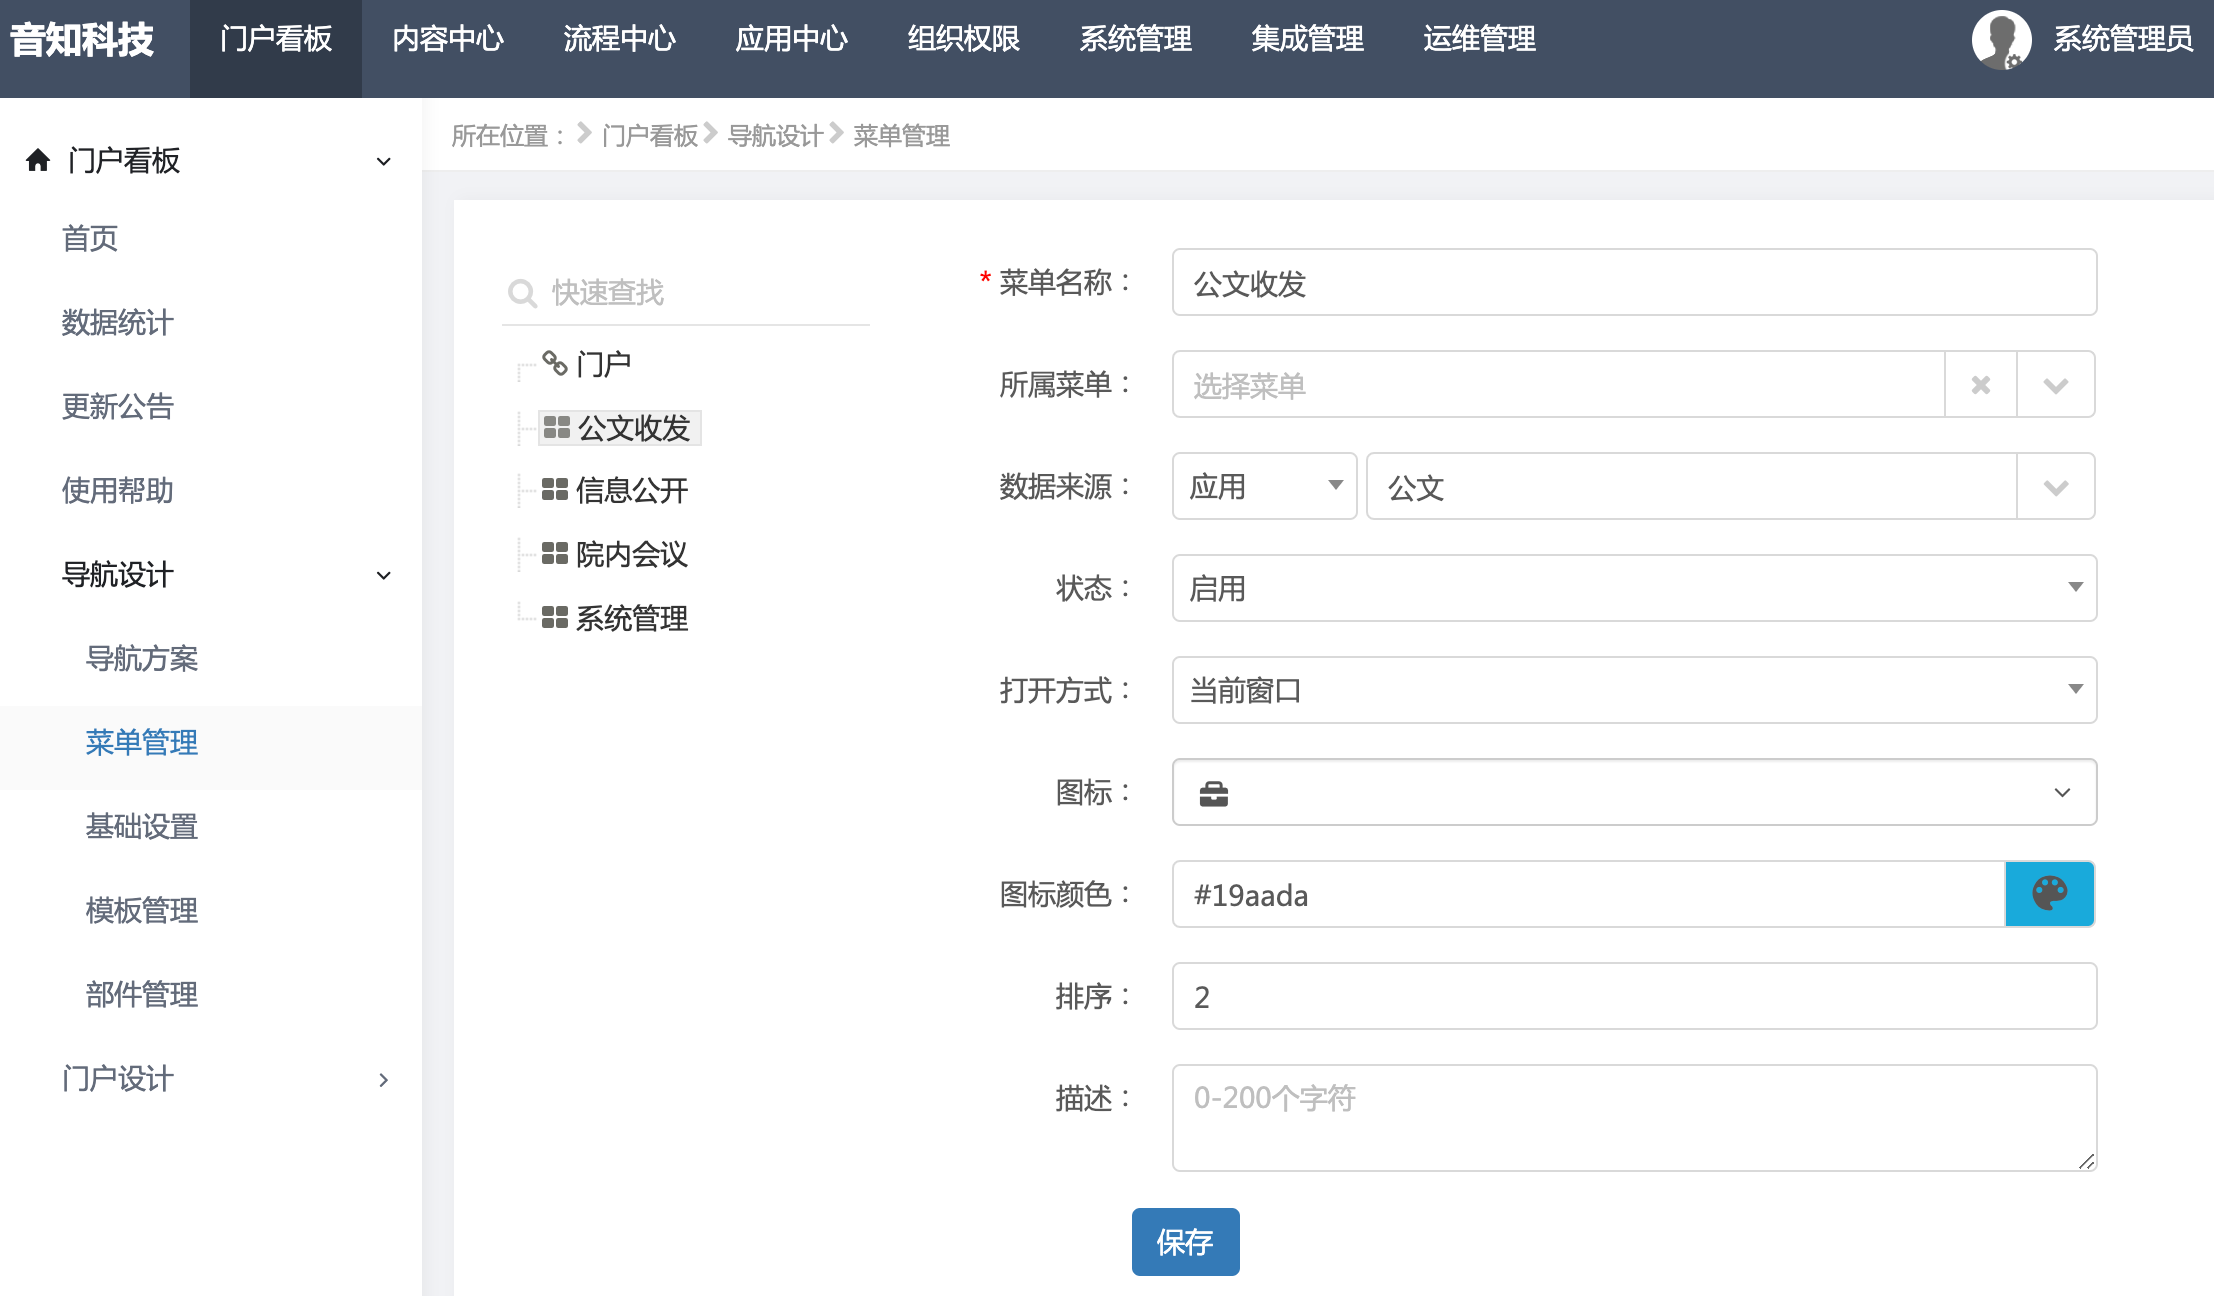 音知科技 门户看板 内容中心 流程中心 应用中心 组织权限 系统管理 集成管理 运维管理 系统管理员
所在位置： 门户看板 导航设计 菜单管理
门户看板
首页
数据统计
更新公告
使用帮助
导航设计
导航方案
菜单管理
基础设置
模板管理
部件管理
门户设计
快速查找
门户
公文收发
信息公开
院内会议
系统管理
* 菜单名称： 公文收发
所属菜单： 选择菜单
数据来源： 应用 公文
状态： 启用
打开方式： 当前窗口
图标：
图标颜色： #19aada
排序： 2
描述： 0-200个字符
保存